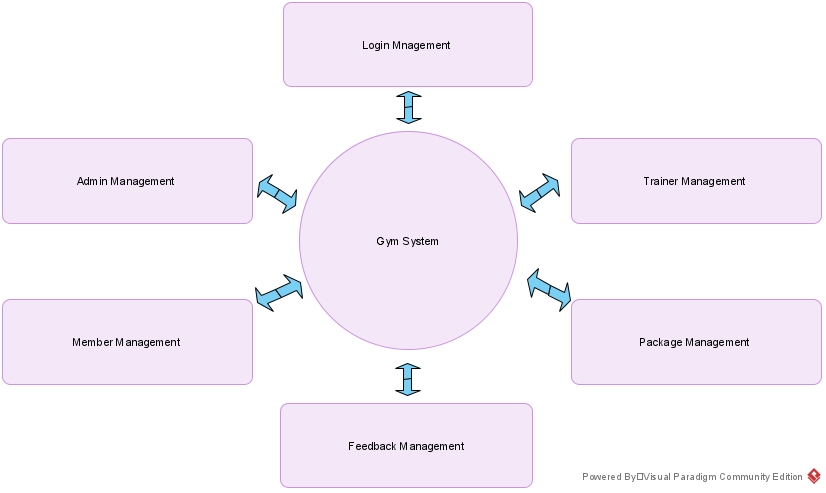 Login Mnagement
Admin Management
Trainer Management
Gym System
Member Management
Package Management
Feedback Management
Powered By□Visual Paradigm Community Edition